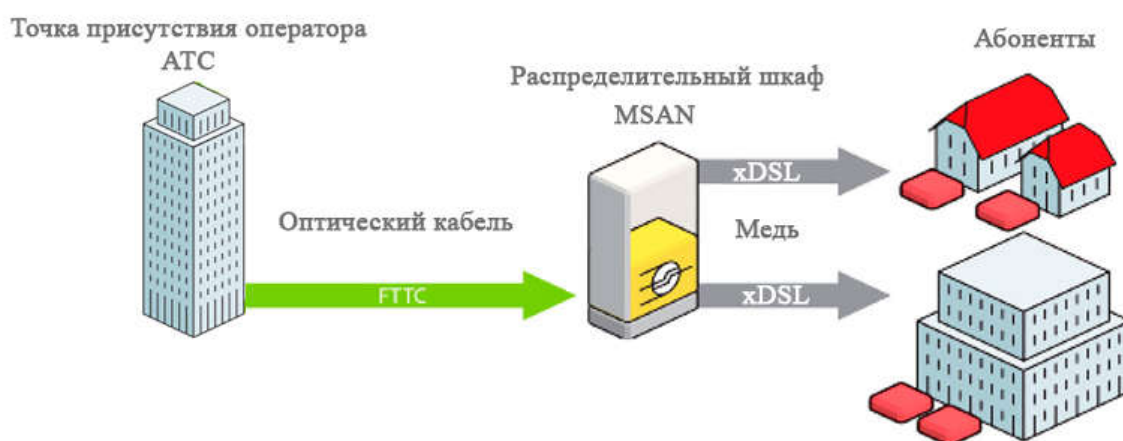 Точка присутствия оператора
АТС
Абоненты
Распределительный шкаф
MSAN
xDSL
Оптический кабель
Медь
FTTC
xDSL